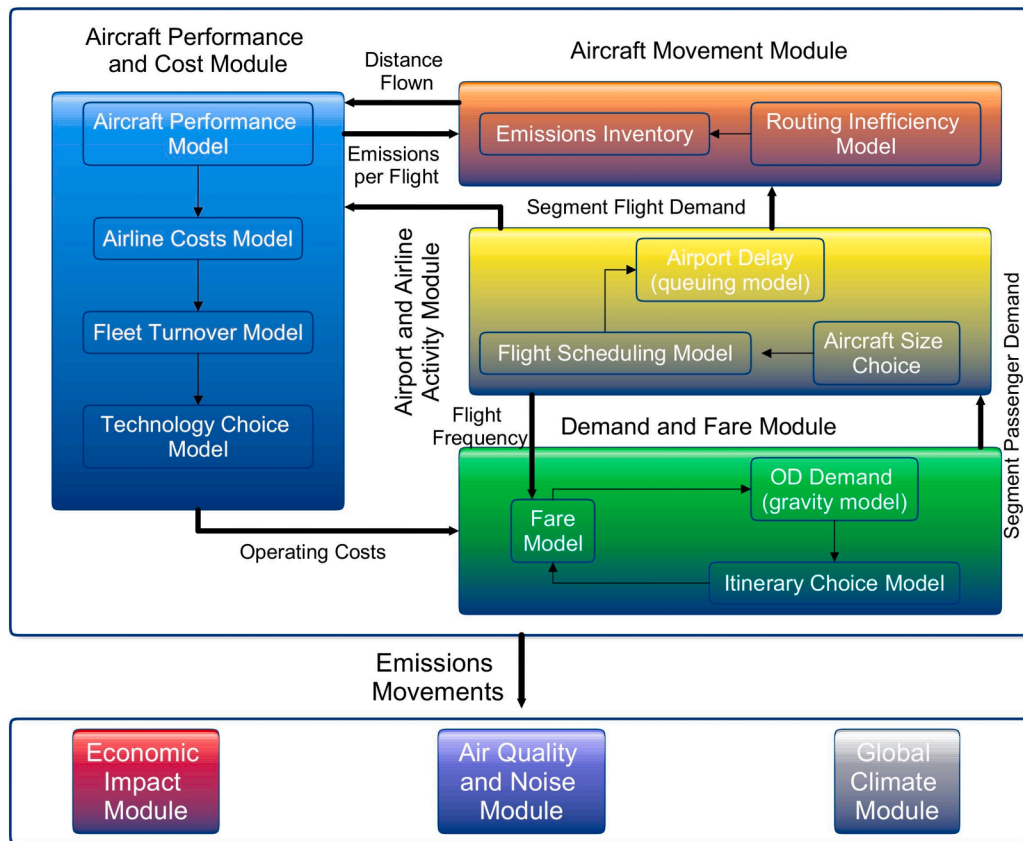 Aircraft Performance
and Cost Module
Aircraft Performance
Model
Airline Costs Model
Fleet Turnover Model
Technology Choice
Model
Distance
Flown
Emissions
per Flight
Aircraft Movement Module
Emissions Inventory
Routing Inefficiency
Model
Segment Flight Demand
Airport and Airline
Activity Module
Airport Delay
(queuing model)
Flight Scheduling Model
Aircraft Size
Choice
Segment Passenger Demand
Flight
Frequency
Demand and Fare Module
OD Demand
(gravity model)
Fare
Model
Itinerary Choice Model
Operating Costs
Emissions
Movements
Economic
Impact
Module
Air Quality
and Noise
Module
Global
Climate
Module